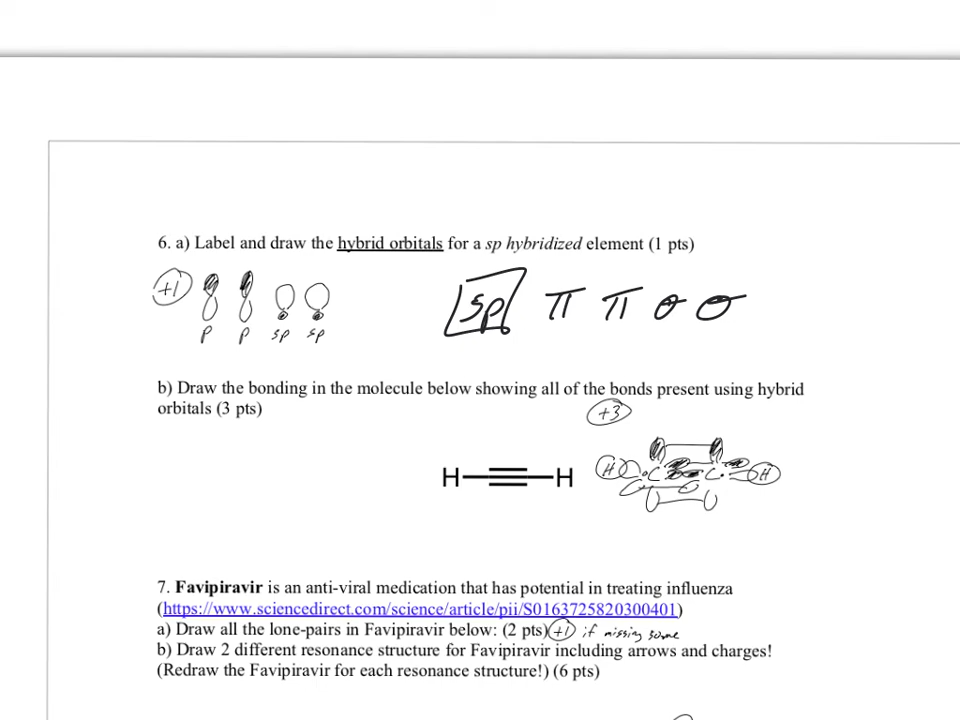 6. a) Label and draw the hybrid orbitals for a sp hybridized element (1 pts)
+1
p p sp sp
sp π π σ σ
b) Draw the bonding in the molecule below showing all of the bonds present using hybrid
orbitals (3 pts)
+3
H H H C C H
7. Favipiravir is an anti-viral medication that has potential in treating influenza
(https://www.sciencedirect.com/science/article/pii/S0163725820300401)
a) Draw all the lone-pairs in Favipiravir below: (2 pts) +1 if missing some
b) Draw 2 different resonance structure for Favipiravir including arrows and charges!
(Redraw the Favipiravir for each resonance structure!) (6 pts)